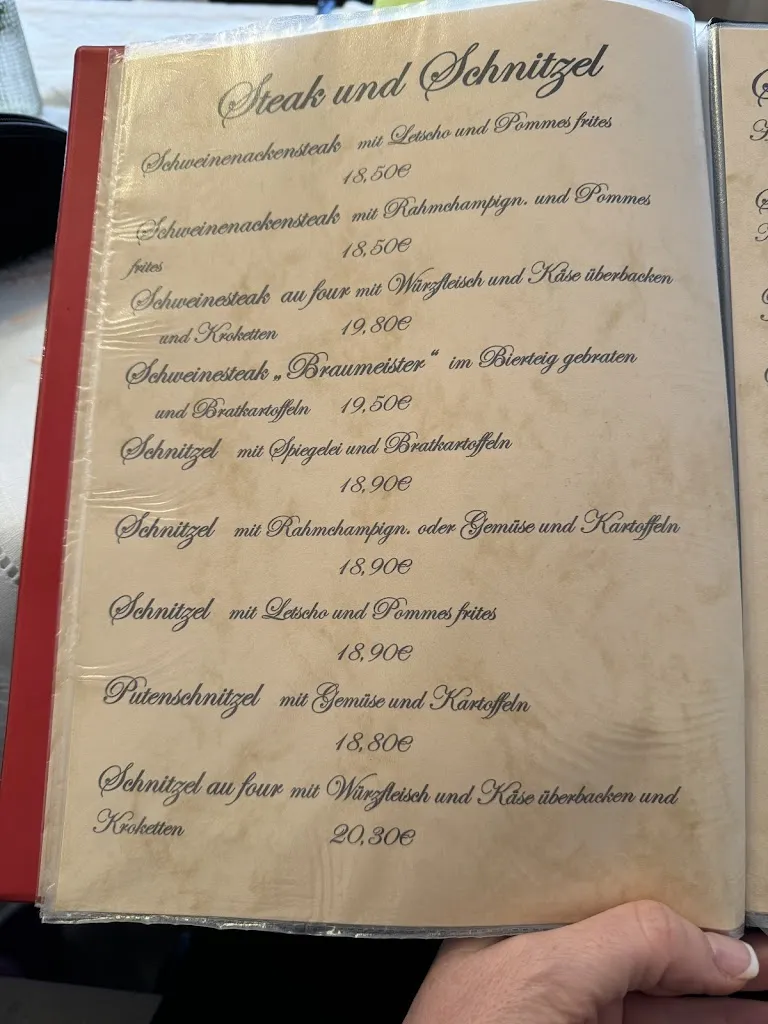 Steak und Schnitzel
Schweinenackensteak mit Letscho und Pommes frites
18,50€
Schweinenackensteak mit Rahmchampign. und Pommes
18,50€
frites
Schweinesteak au four mit Würzfleisch und Käse überbacken
und Kroketten 19,80€
Schweinesteak „Braumeister“ im Bierteig gebraten
und Bratkartoffeln 19,50€
Schnitzel mit Spiegelei und Bratkartoffeln
18,90€
Schnitzel mit Rahmchampign. oder Gemüse und Kartoffeln
18,90€
Schnitzel mit Letscho und Pommes frites
18,90€
Putenschnitzel mit Gemüse und Kartoffeln
18,80€
Schnitzel au four mit Würzfleisch und Käse überbacken und
Kroketten 20,30€